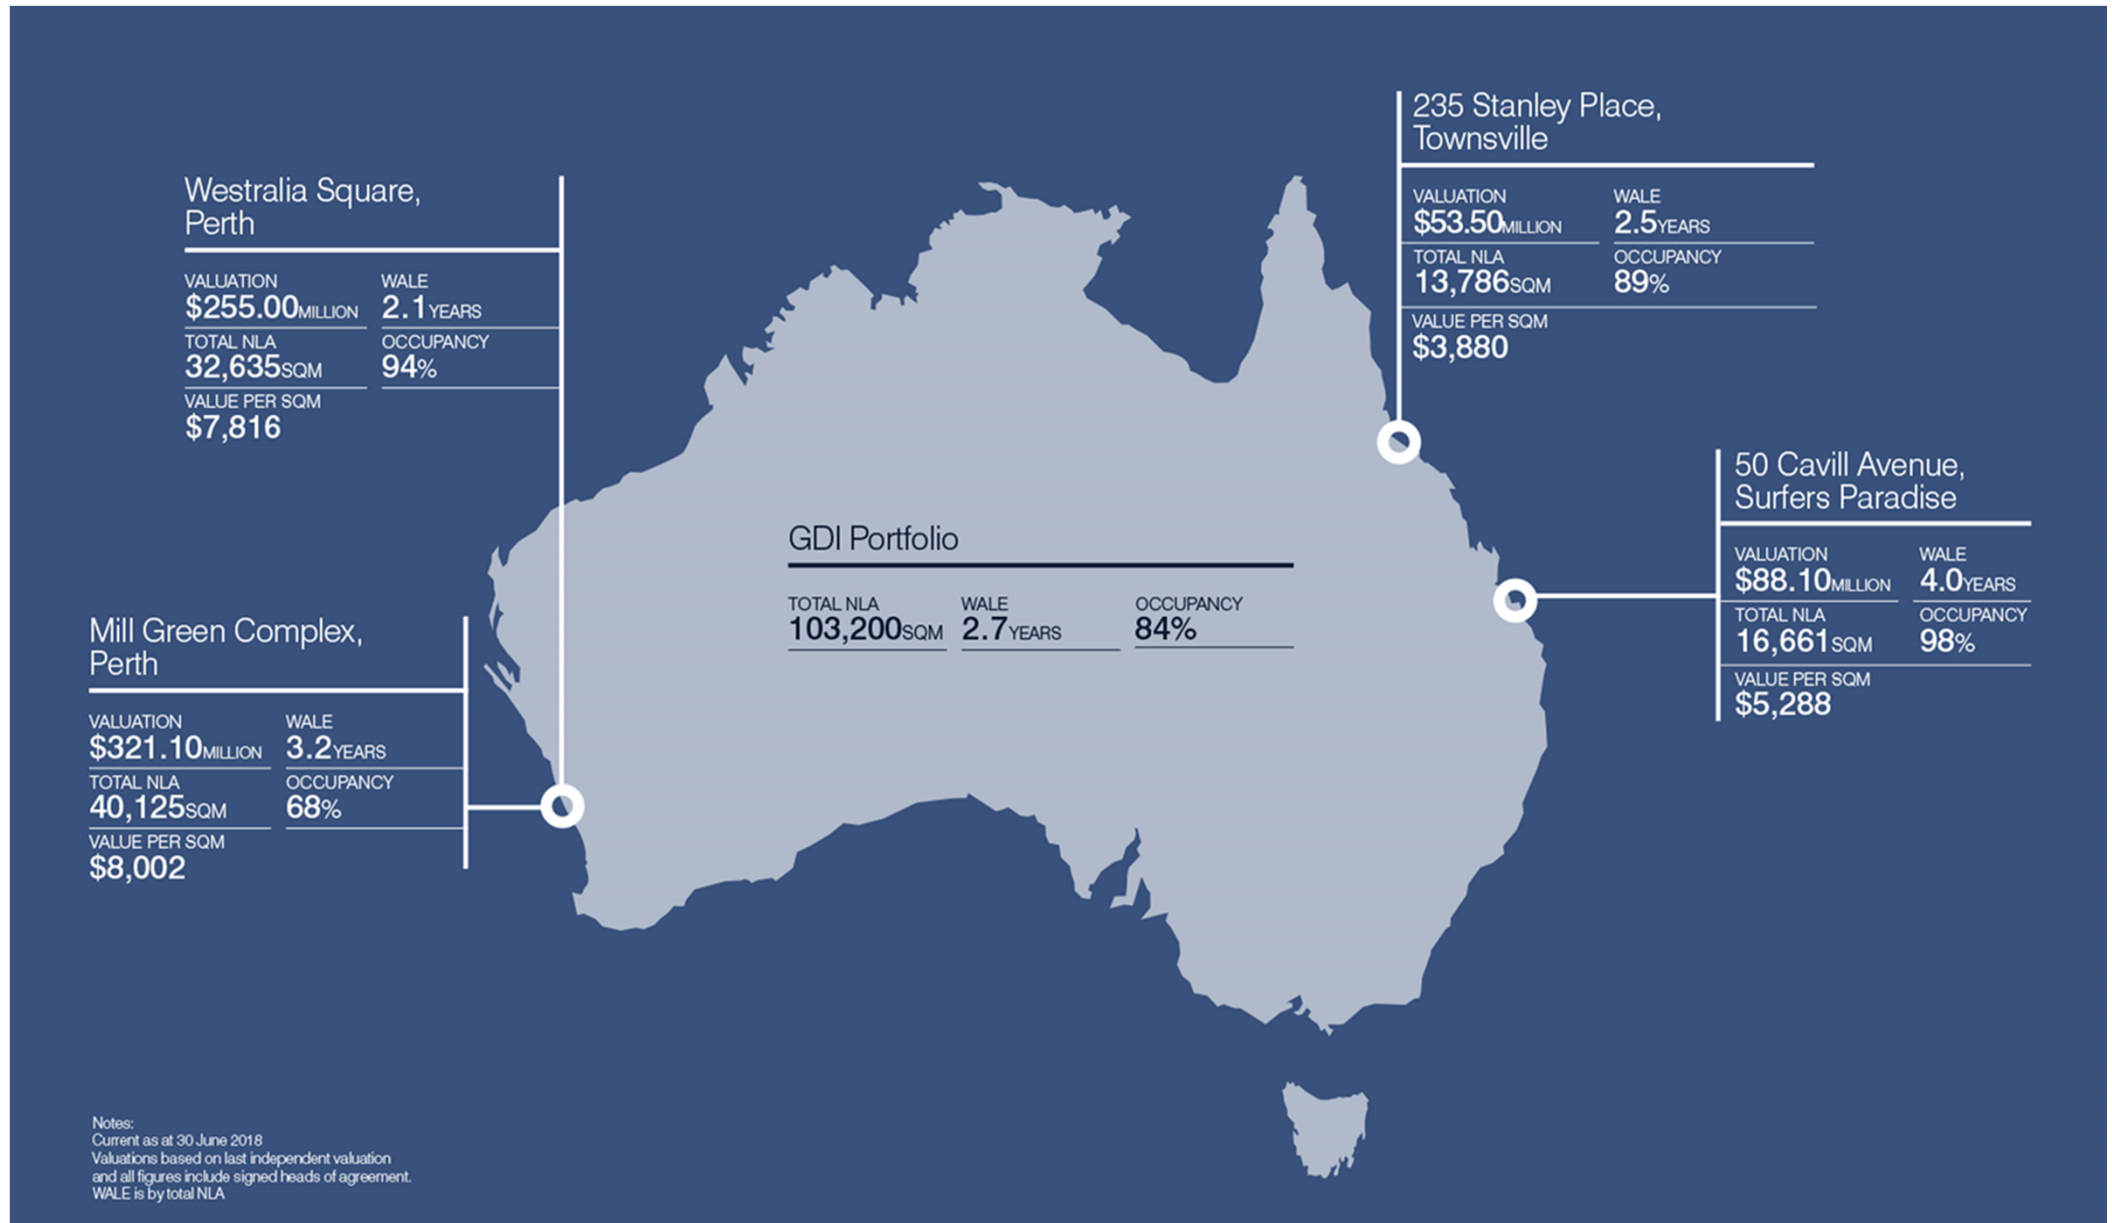 Westralia Square,
Perth
VALUATION WALE
$255.00MILLION 2.1YEARS
TOTAL NLA OCCUPANCY
32,635SQM 94%
VALUE PER SQM
$7,816
Mill Green Complex,
Perth
VALUATION WALE
$321.10MILLION 3.2YEARS
TOTAL NLA OCCUPANCY
40,125SQM 68%
VALUE PER SQM
$8,002
GDI Portfolio
TOTAL NLA WALE OCCUPANCY
103,200SQM 2.7YEARS 84%
235 Stanley Place,
Townsville
VALUATION WALE
$53.50MILLION 2.5YEARS
TOTAL NLA OCCUPANCY
13,786SQM 89%
VALUE PER SQM
$3,880
50 Cavill Avenue,
Surfers Paradise
VALUATION WALE
$88.10MILLION 4.0YEARS
TOTAL NLA OCCUPANCY
16,661SQM 98%
VALUE PER SQM
$5,288
Notes:
Current as at 30 June 2018
Valuations based on last independent valuation
and all figures include signed heads of agreement.
WALE is by total NLA